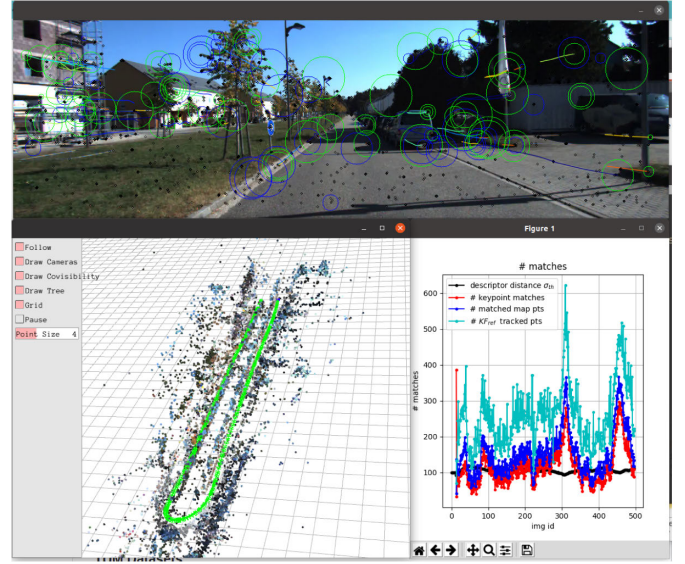 Figure 1
Follow
Draw Cameras
Draw Covisibility
Draw Tree
Grid
Pause
Point Size 4
# matches
descriptor distance σth
# keypoint matches
# matched map pts
# KFref tracked pts
# matches
600
500
400
300
200
100
0
100
200
300
400
500
img id